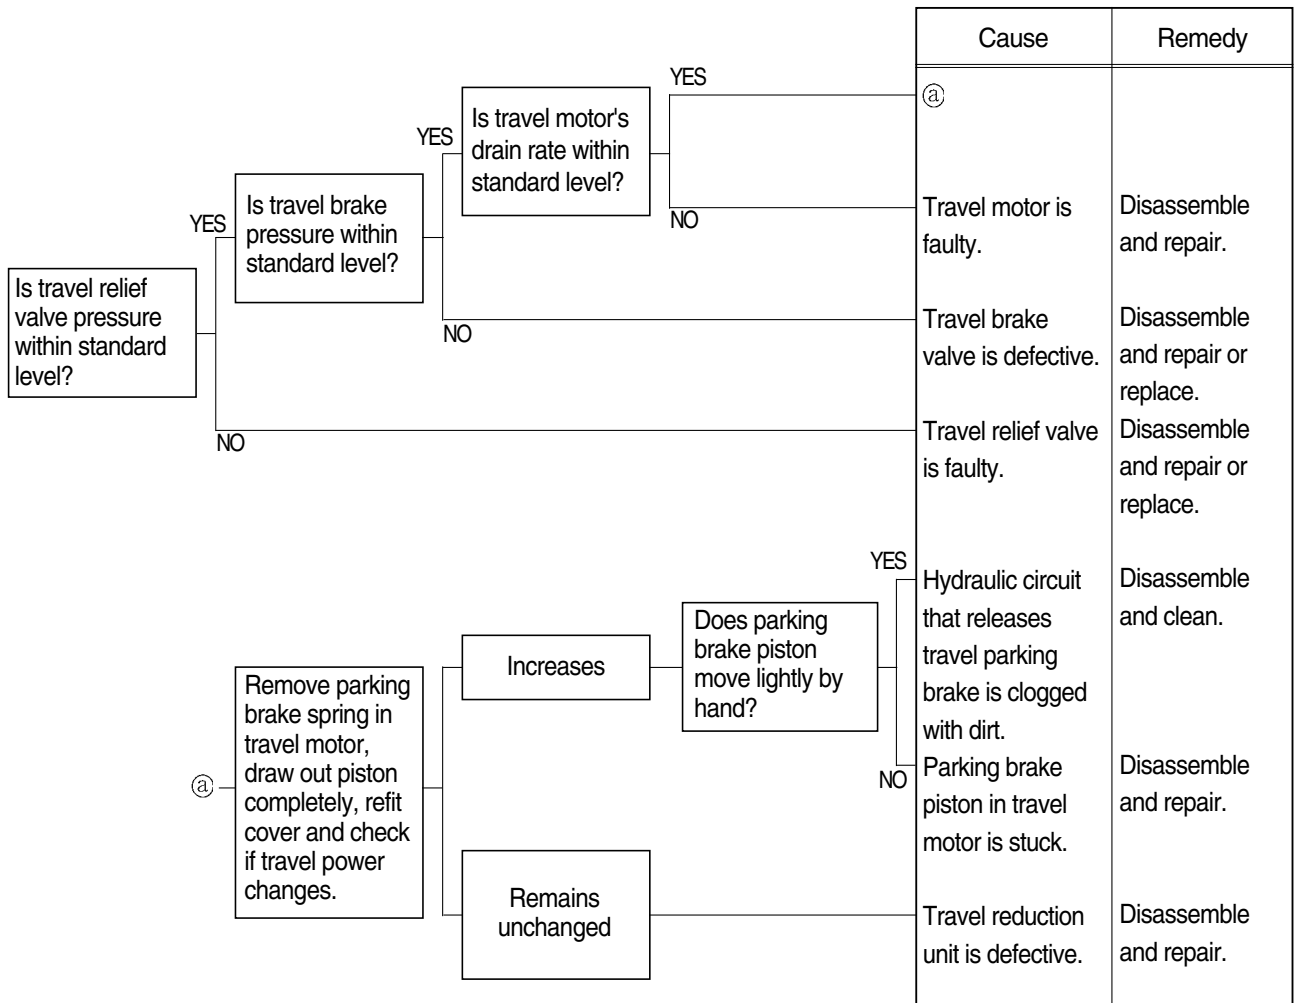 Cause
Remedy
YES
ⓐ
Is travel motor's
drain rate within
standard level?
YES
NO
Travel motor is
faulty.
Disassemble
and repair.
Is travel brake
pressure within
standard level?
YES
NO
Travel brake
valve is defective.
Disassemble
and repair or
replace.
Is travel relief
valve pressure
within standard
level?
NO
Travel relief valve
is faulty.
Disassemble
and repair or
replace.
ⓐ
Remove parking
brake spring in
travel motor,
draw out piston
completely, refit
cover and check
if travel power
changes.
Increases
Does parking
brake piston
move lightly by
hand?
YES
Hydraulic circuit
that releases
travel parking
brake is clogged
with dirt.
Disassemble
and clean.
NO
Parking brake
piston in travel
motor is stuck.
Disassemble
and repair.
Remains
unchanged
Travel reduction
unit is defective.
Disassemble
and repair.